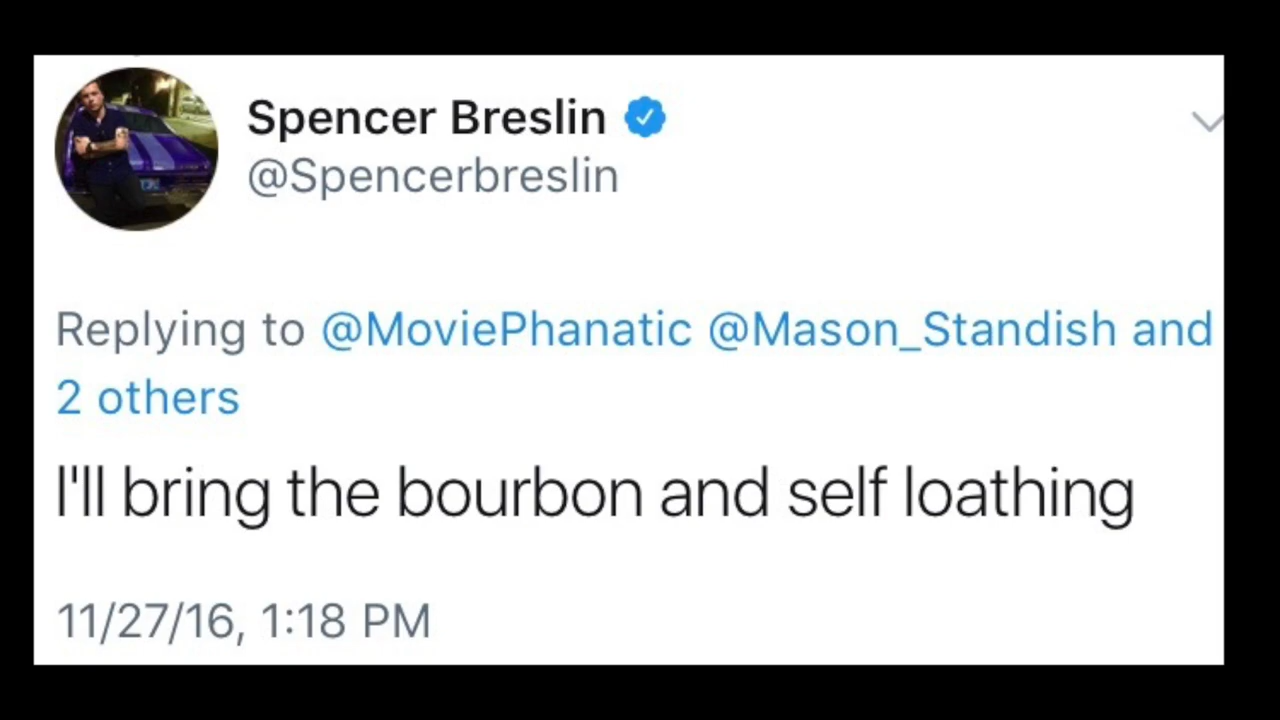 Spencer Breslin
@Spencerbreslin
Replying to @MoviePhanatic @Mason_Standish and
2 others
I'll bring the bourbon and self loathing
11/27/16, 1:18 PM